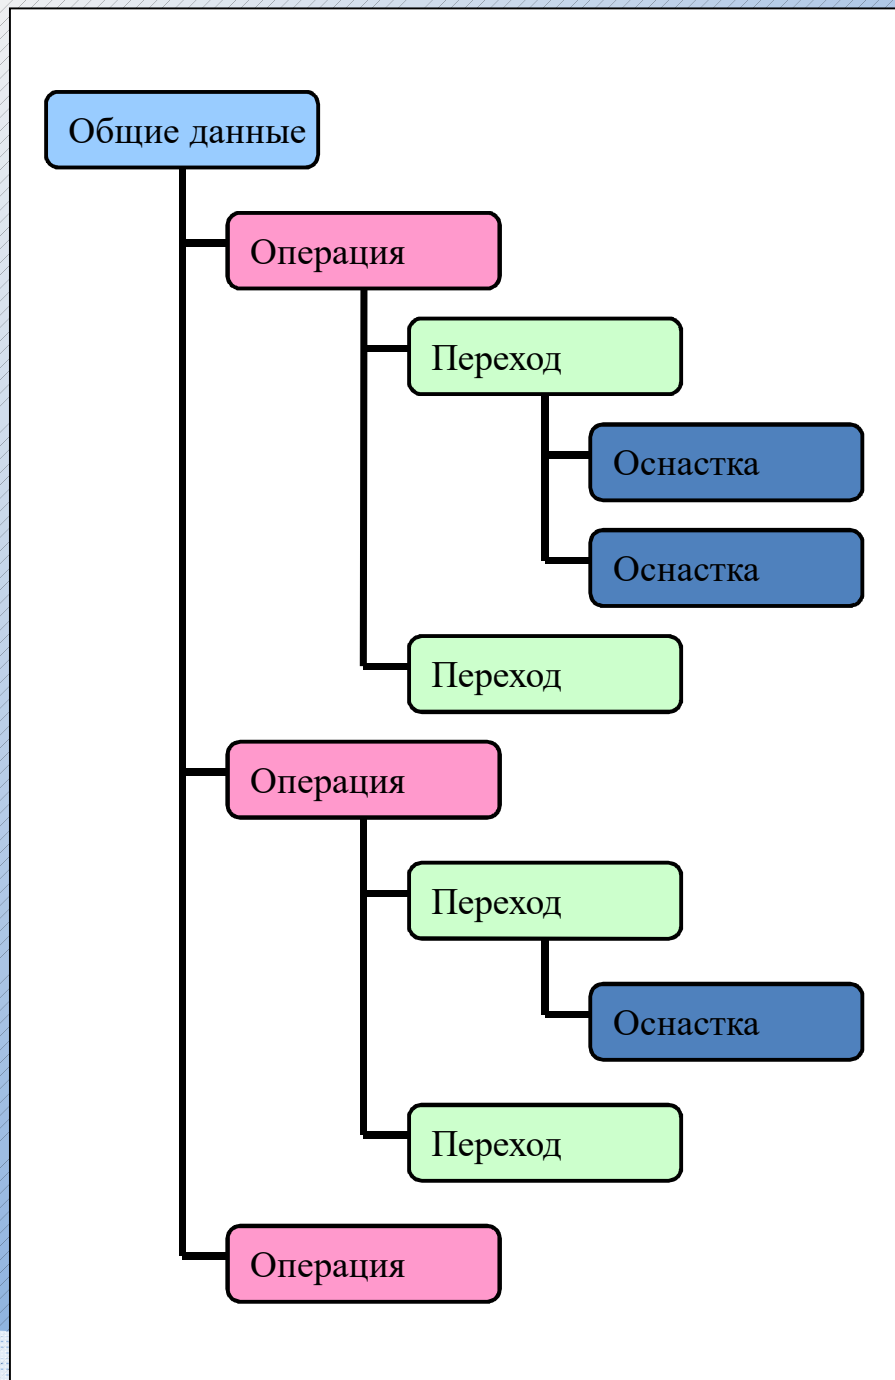 Общие данные
Операция
Переход
Оснастка
Оснастка
Переход
Операция
Переход
Оснастка
Переход
Операция